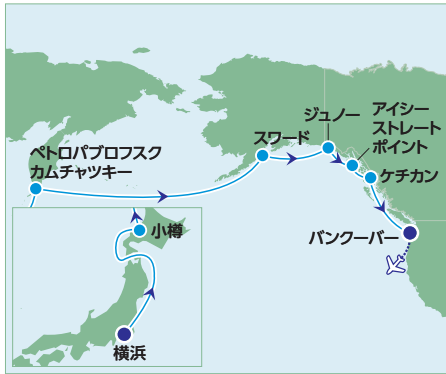 ペトロパブロフスク
カムチャツキー
スワード
ジュノー
アイシー
ストレート
ポイント
ケチカン
バンクーバー
小樽
横浜